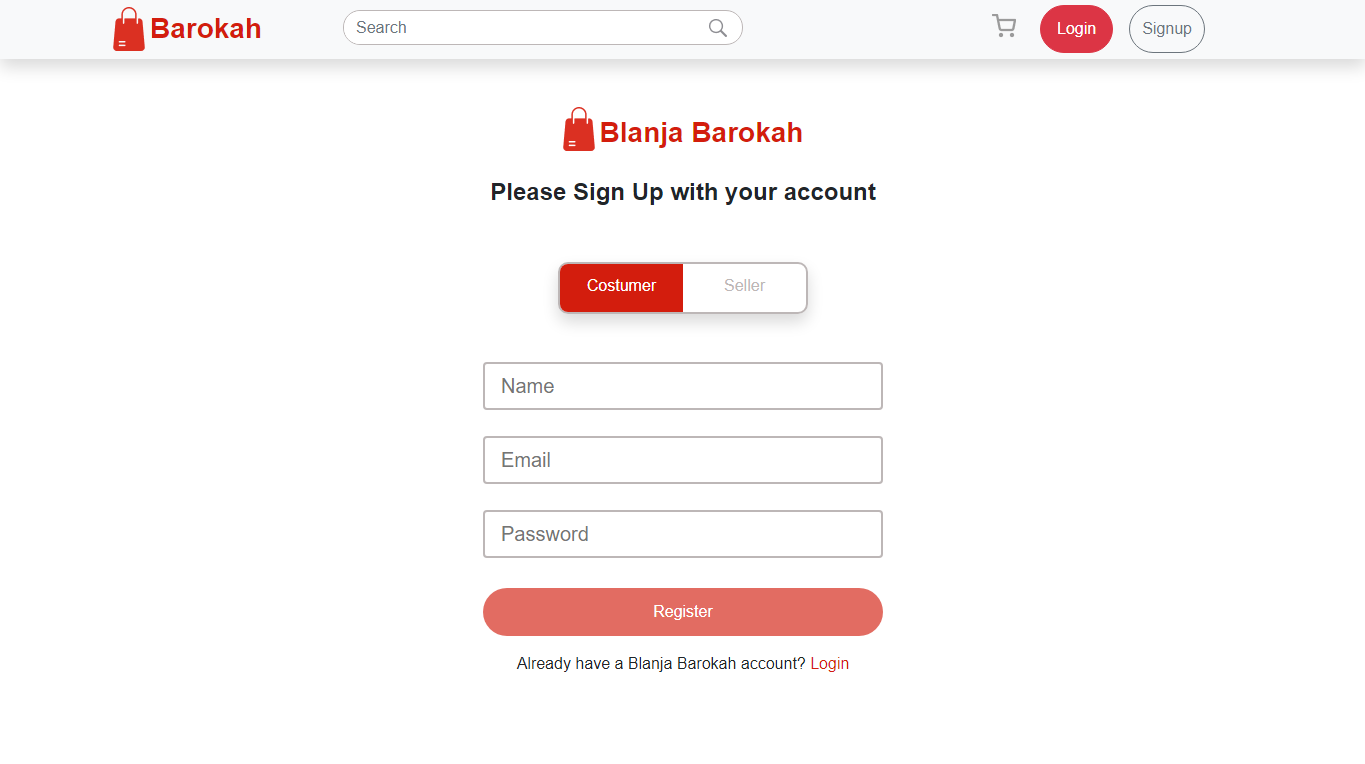 Barokah
Search
Login
Signup
Blanja Barokah
Please Sign Up with your account
Costumer
Seller
Name
Email
Password
Register
Already have a Blanja Barokah account? Login